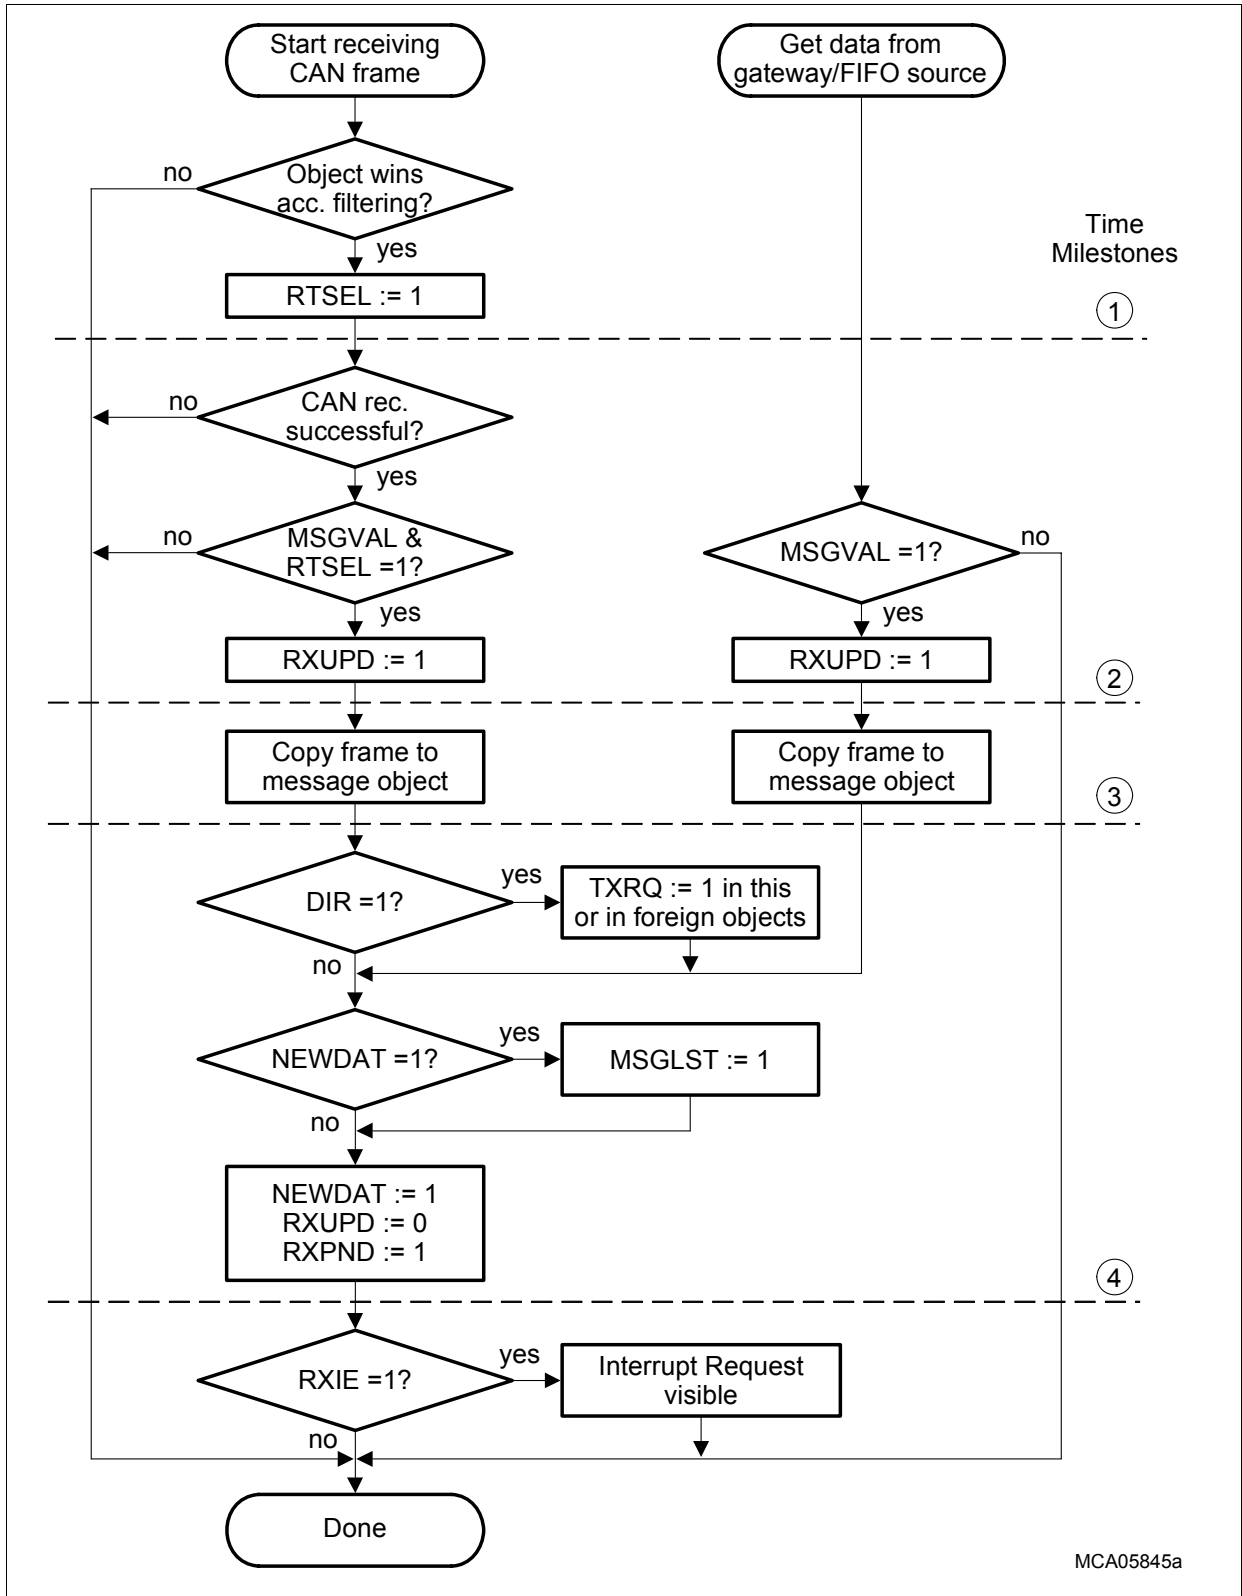 Start receiving
CAN frame
Get data from
gateway/FIFO source
no
Object wins
acc. filtering?
yes
Time
Milestones
RTSEL := 1
1
no
CAN rec.
successful?
yes
no
MSGVAL &
RTSEL =1?
MSGVAL =1?
no
yes
yes
RXUPD := 1
RXUPD := 1
2
Copy frame to
message object
Copy frame to
message object
3
DIR =1?
yes
TXRQ := 1 in this
or in foreign objects
no
NEWDAT =1?
yes
MSGLST := 1
no
NEWDAT := 1
RXUPD := 0
RXPND := 1
4
RXIE =1?
yes
Interrupt Request
visible
no
Done
MCA05845a